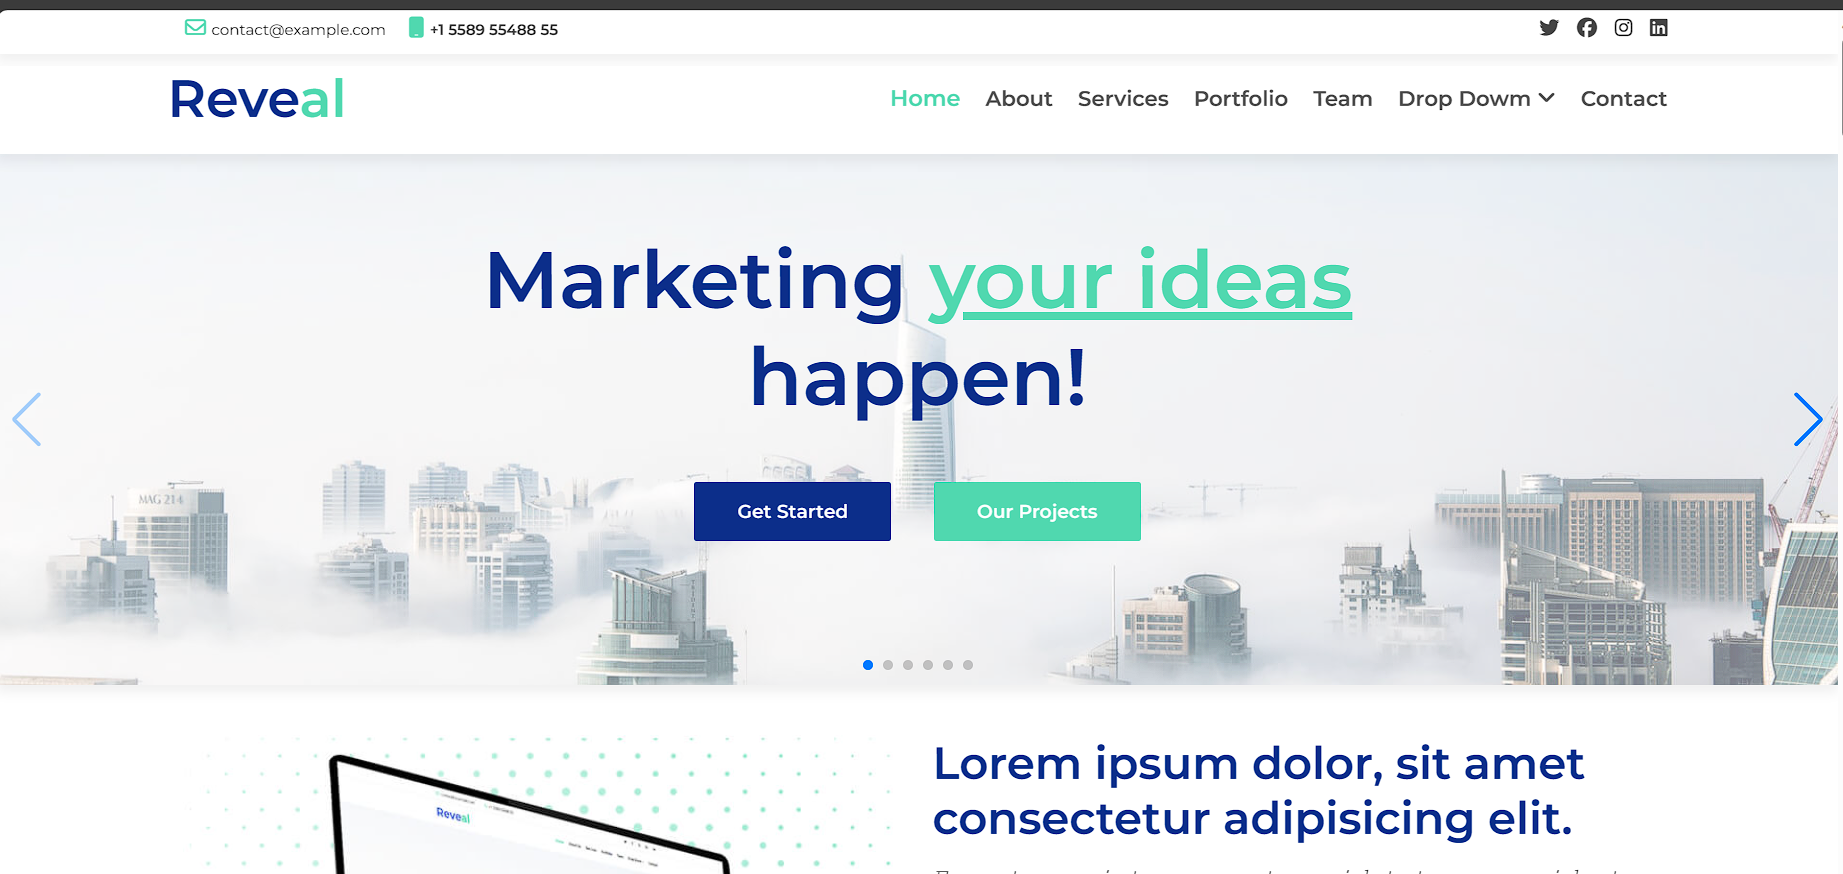 contact@example.com +1 5589 55488 55
Reveal
Home About Services Portfolio Team Drop Dowm Contact
Marketing your ideas
happen!
MAG 214
Get Started Our Projects
Lorem ipsum dolor, sit amet
consectetur adipisicing elit.
Reveal